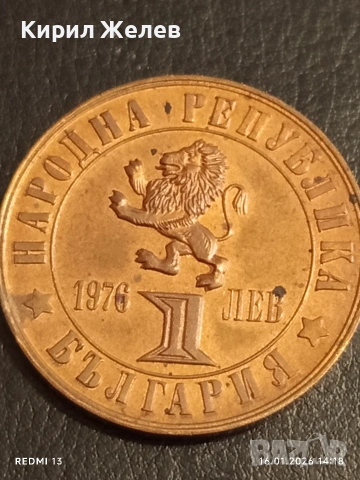 Кирил Желев
НАРОДНА РЕПУБЛИКА
1976 1 ЛЕВ
★ БЪЛГАРИЯ ★
REDMI 13
16.01.2026 14:18